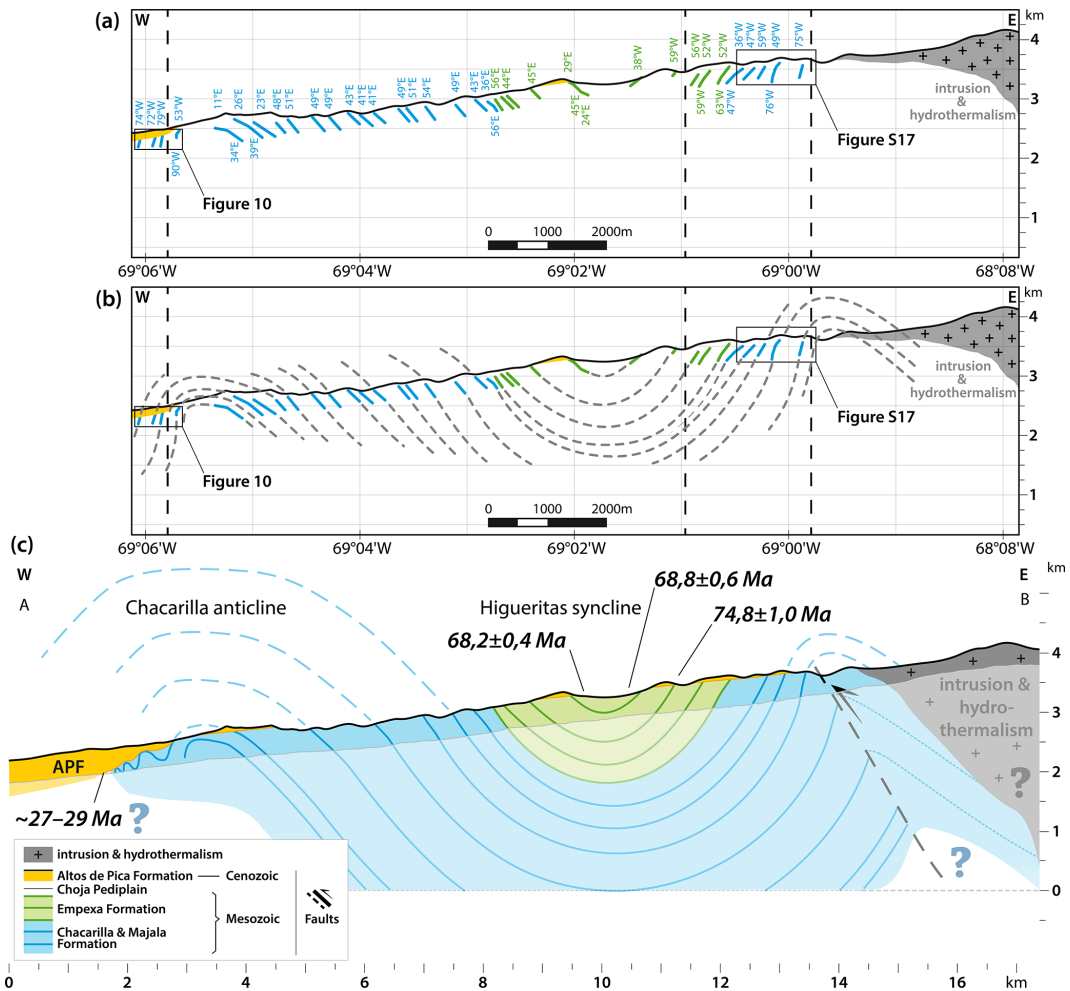 (a)
W
E
km
74°W
72°W
79°W
53°W
90°W
11°E
26°E
23°E
48°E
51°E
34°E
39°E
49°E
49°E
43°E
41°E
41°E
49°E
51°E
54°E
49°E
43°E
36°E
56°E
44°E
56°E
45°E
29°E
45°E
24°E
38°W
59°W
56°W
52°W
52°W
59°W
63°W
47°W
36°W
47°W
59°W
49°W
75°W
76°W
4
3
2
1
intrusion
&
hydrothermalism
Figure S17
Figure 10
0 1000 2000m
69°06'W 69°04'W 69°02'W 69°00'W 68°08'W
(b)
W
E
km
4
3
2
1
intrusion
&
hydrothermalism
Figure S17
Figure 10
0 1000 2000m
69°06'W 69°04'W 69°02'W 69°00'W 68°08'W
(c)
W
A
E
B
km
Chacarilla anticline
Higueritas syncline
68,8±0,6 Ma
74,8±1,0 Ma
68,2±0,4 Ma
4
3
2
1
0
intrusion &
hydro-
thermalism
?
APF
~27–29 Ma
?
?
intrusion & hydrothermalism
Altos de Pica Formation
Cenozoic
Choja Pediplain
Empexa Formation
Mesozoic
Faults
Chacarilla & Majala
Formation
0 2 4 6 8 10 12 14 16 km